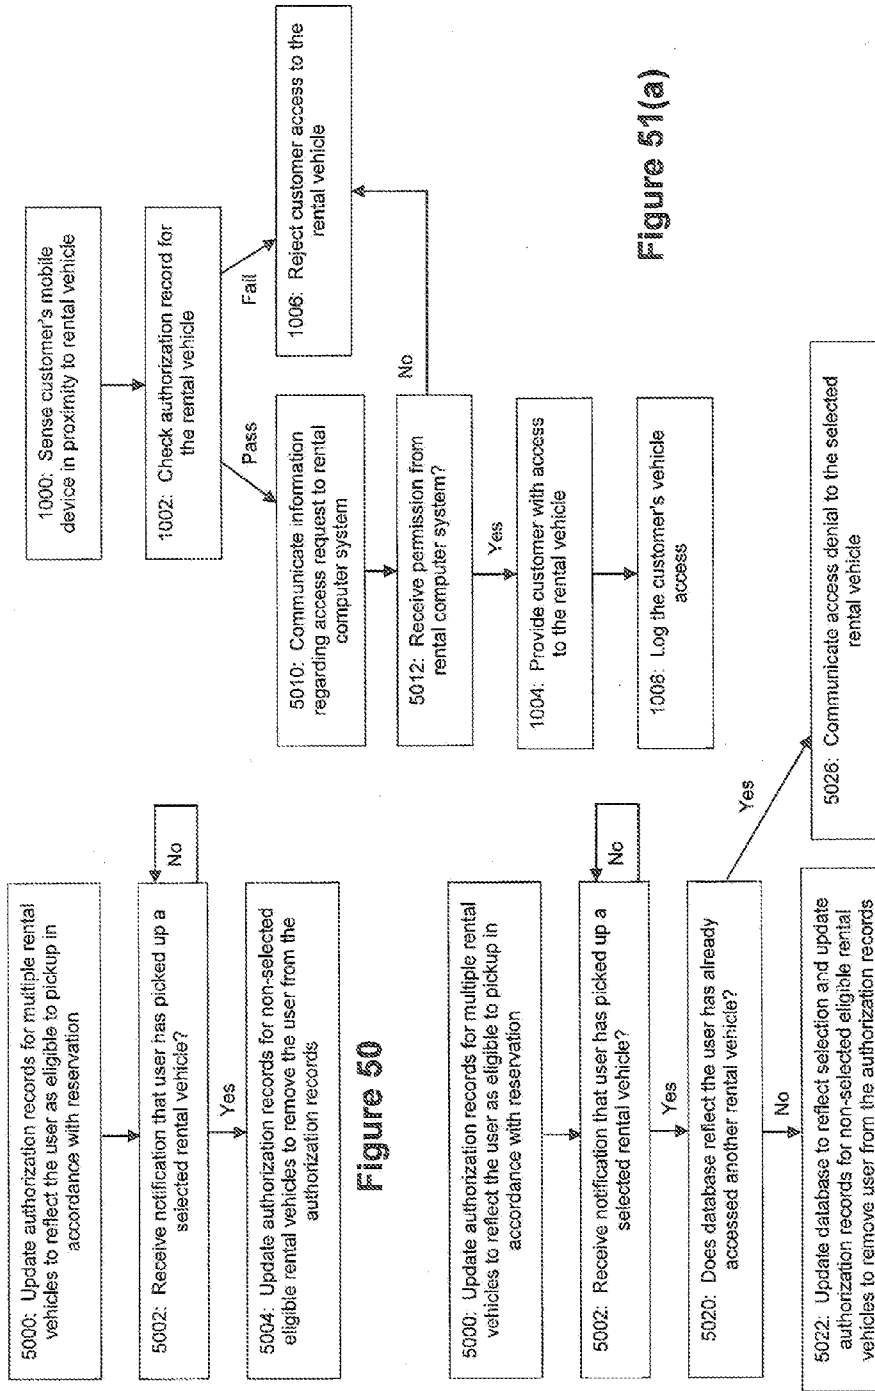 5000: Update authorization records for multiple rental
vehicles to reflect the user as eligible to pickup in
accordance with reservation
5002: Receive notification that user has picked up a
selected rental vehicle?
No
Yes
5004: Update authorization records for non-selected
eligible rental vehicles to remove the user from the
authorization records
Figure 50
1000: Sense customer's mobile
device in proximity to rental vehicle
1002: Check authorization record for
the rental vehicle
Pass
Fail
5010: Communicate information
regarding access request to rental
computer system
1006: Reject customer access to the
rental vehicle
5012: Receive permission from
rental computer system?
No
Yes
1004: Provide customer with access
to the rental vehicle
1008: Log the customer's vehicle
access
Figure 51(a)
5000: Update authorization records for multiple rental
vehicles to reflect the user as eligible to pickup in
accordance with reservation
5002: Receive notification that user has picked up a
selected rental vehicle?
No
Yes
5020: Does database reflect the user has already
accessed another rental vehicle?
Yes
No
5026: Communicate access denial to the selected
rental vehicle
5022: Update database to reflect selection and update
authorization records for non-selected eligible rental
vehicles to remove user from the authorization records